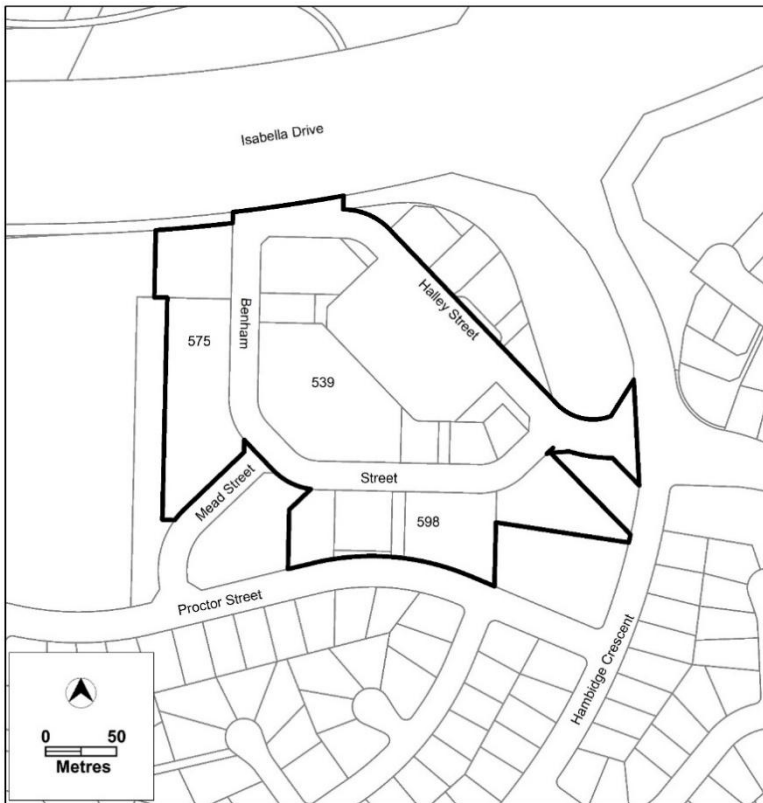 Isabella Drive
Halley Street
Benham
575
539
Mead Street
Street
598
Proctor Street
Hambidge Crescent
0 50
Metres